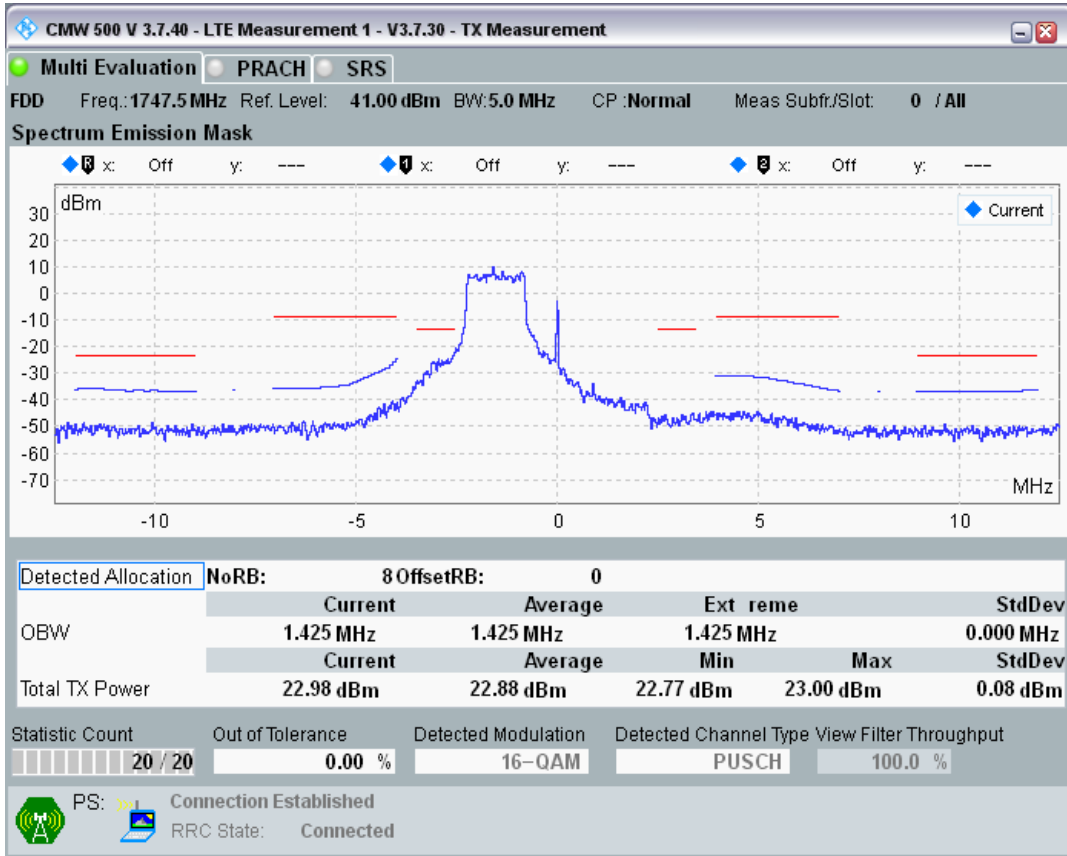 CMW 500 V 3.7.40 - LTE Measurement 1 - V3.7.30 - TX Measurement
Multi Evaluation PRACH SRS
FDD Freq.:1747.5 MHz Ref. Level: 41.00 dBm BW:5.0 MHz CP :Normal Meas Subfr./Slot: 0 / All
Spectrum Emission Mask
R x: Off y: --- 1 x: Off y: --- 2 x: Off y: ---
dBm
Current
30
20
10
0
-10
-20
-30
-40
-50
-60
-70
MHz
-10 -5 0 5 10
Detected Allocation NoRB: 8 OffsetRB: 0
Current Average Ext reme StdDev
OBW 1.425 MHz 1.425 MHz 1.425 MHz 0.000 MHz
Current Average Min Max StdDev
Total TX Power 22.98 dBm 22.88 dBm 22.77 dBm 23.00 dBm 0.08 dBm
Statistic Count Out of Tolerance Detected Modulation Detected Channel Type View Filter Throughput
20 / 20 0.00 % 16-QAM PUSCH 100.0 %
PS: Connection Established
RRC State: Connected